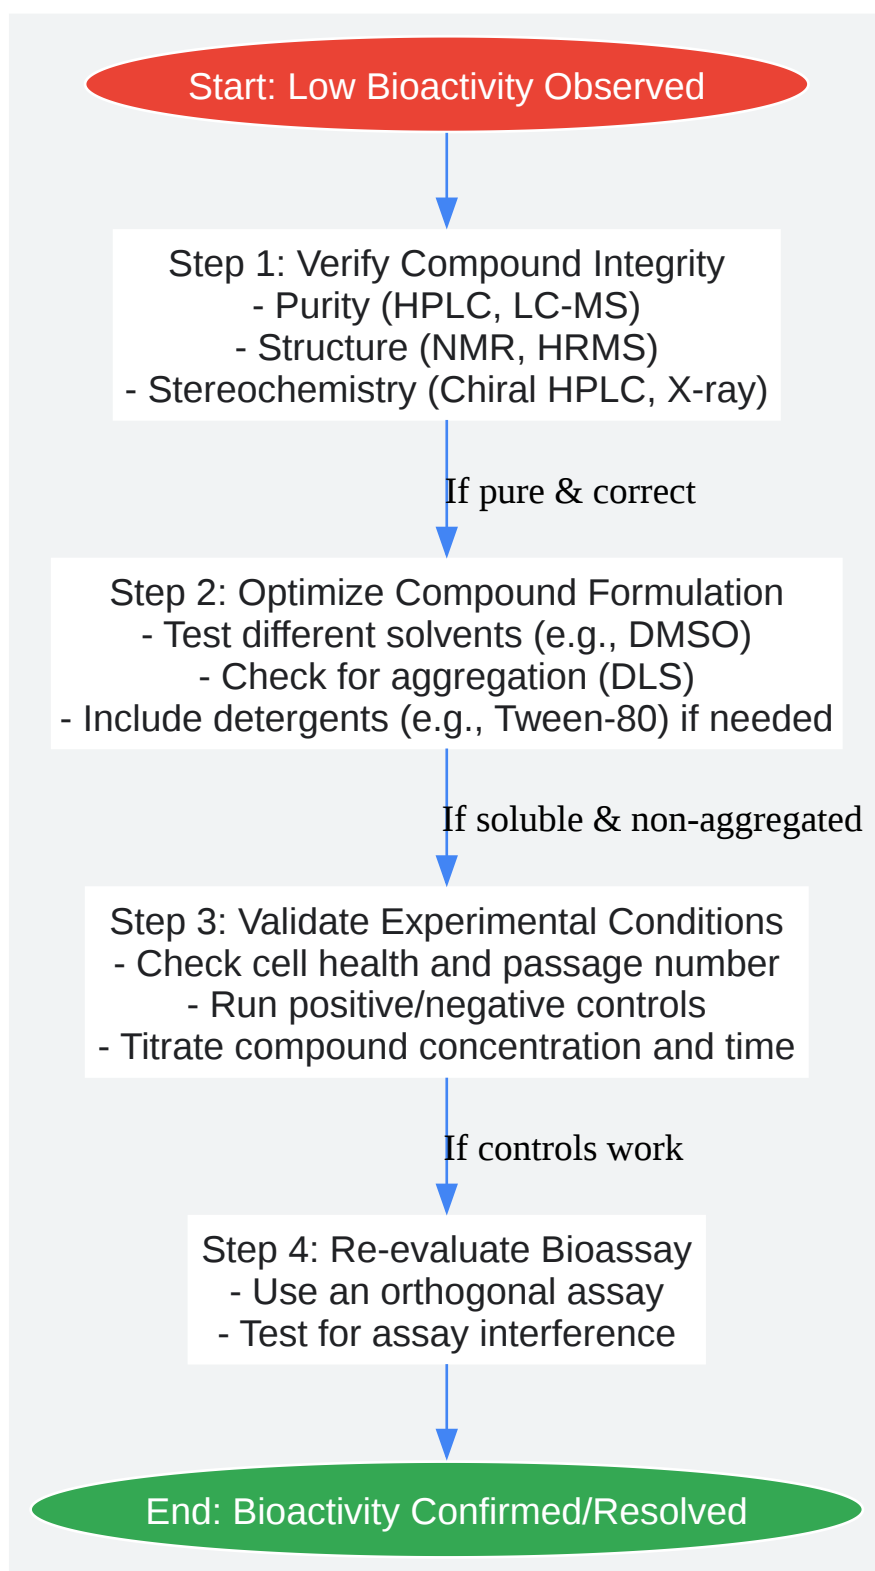 Start: Low Bioactivity Observed
Step 1: Verify Compound Integrity
- Purity (HPLC, LC-MS)
- Structure (NMR, HRMS)
- Stereochemistry (Chiral HPLC, X-ray)
If pure & correct
Step 2: Optimize Compound Formulation
- Test different solvents (e.g., DMSO)
- Check for aggregation (DLS)
- Include detergents (e.g., Tween-80) if needed
If soluble & non-aggregated
Step 3: Validate Experimental Conditions
- Check cell health and passage number
- Run positive/negative controls
- Titrate compound concentration and time
If controls work
Step 4: Re-evaluate Bioassay
- Use an orthogonal assay
- Test for assay interference
End: Bioactivity Confirmed/Resolved